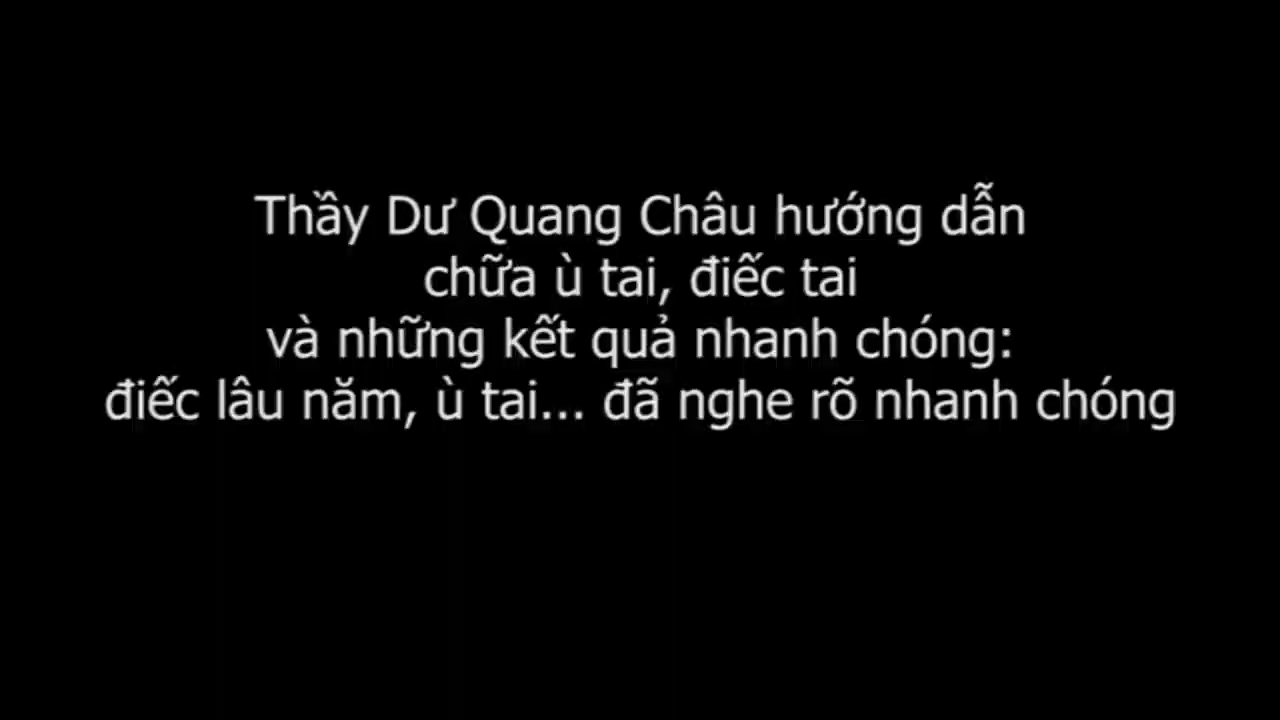 Thầy Dư Quang Châu hướng dẫn
chữa ù tai, điếc tai
và những kết quả nhanh chóng:
điếc lâu năm, ù tai... đã nghe rõ nhanh chóng